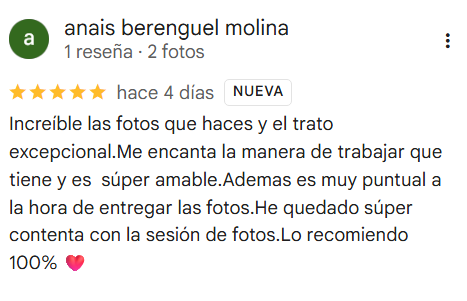 a
anais berenguel molina
1 reseña · 2 fotos
hace 4 días NUEVA
Increíble las fotos que haces y el trato
excepcional.Me encanta la manera de trabajar que
tiene y es  súper amable.Ademas es muy puntual a
la hora de entregar las fotos.He quedado súper
contenta con la sesión de fotos.Lo recomiendo
100% 💓